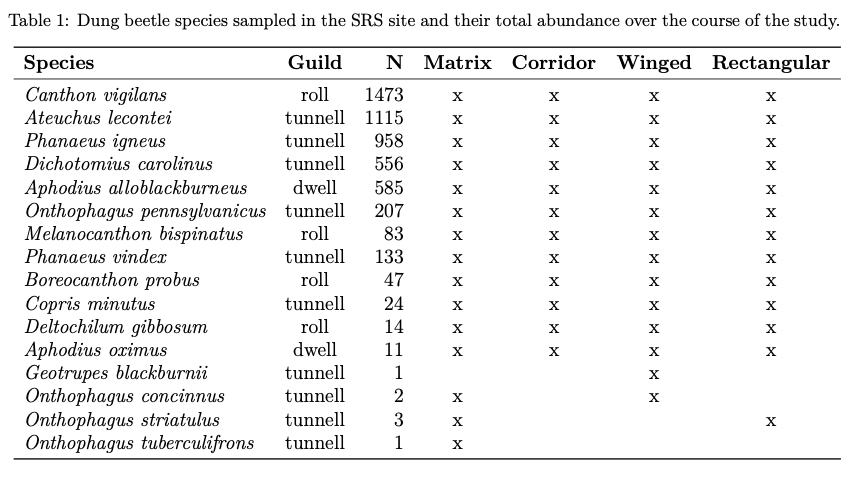 Table 1: Dung beetle species sampled in the SRS site and their total abundance over the course of the study.
Species Guild N Matrix Corridor Winged Rectangular
Canthon vigilans roll 1473 x x x x
Ateuchus lecontei tunnell 1115 x x x x
Phanaeus igneus tunnell 958 x x x x
Dichotomius carolinus tunnell 556 x x x x
Aphodius alloblackburneus dwell 585 x x x x
Onthophagus pennsylvanicus tunnell 207 x x x x
Melanocanthon bispinatus roll 83 x x x x
Phanaeus vindex tunnell 133 x x x x
Boreocanthon probus roll 47 x x x x
Copris minutus tunnell 24 x x x x
Deltochilum gibbosum roll 14 x x x x
Aphodius oximus dwell 11 x x x x
Geotrupes blackburnii tunnell 1 x
Onthophagus concinnus tunnell 2 x x
Onthophagus striatulus tunnell 3 x x
Onthophagus tuberculifrons tunnell 1 x